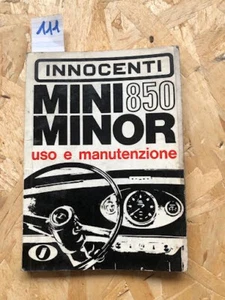 111
INNOCENTI
MINI 850
MINOR
uso e manutenzione